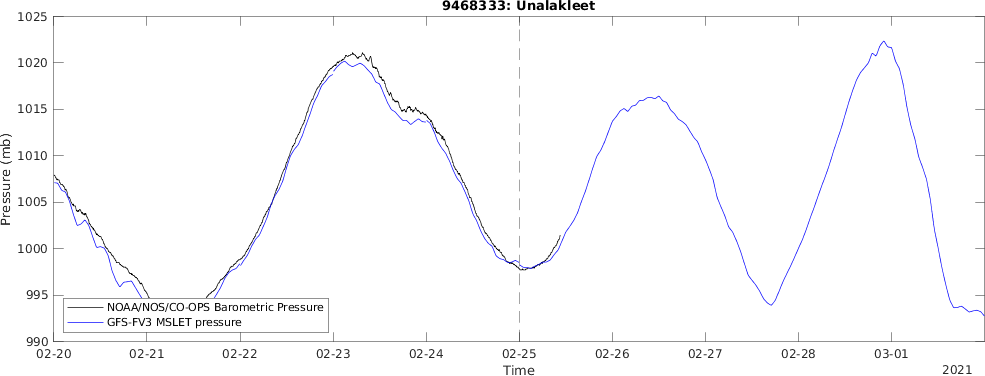 9468333: Unalakleet
Pressure (mb)
1025
1020
1015
1010
1005
1000
995
990
NOAA/NOS/CO-OPS Barometric Pressure
GFS-FV3 MSLET pressure
02-20 02-21 02-22 02-23 02-24 02-25 02-26 02-27 02-28 03-01
Time
2021